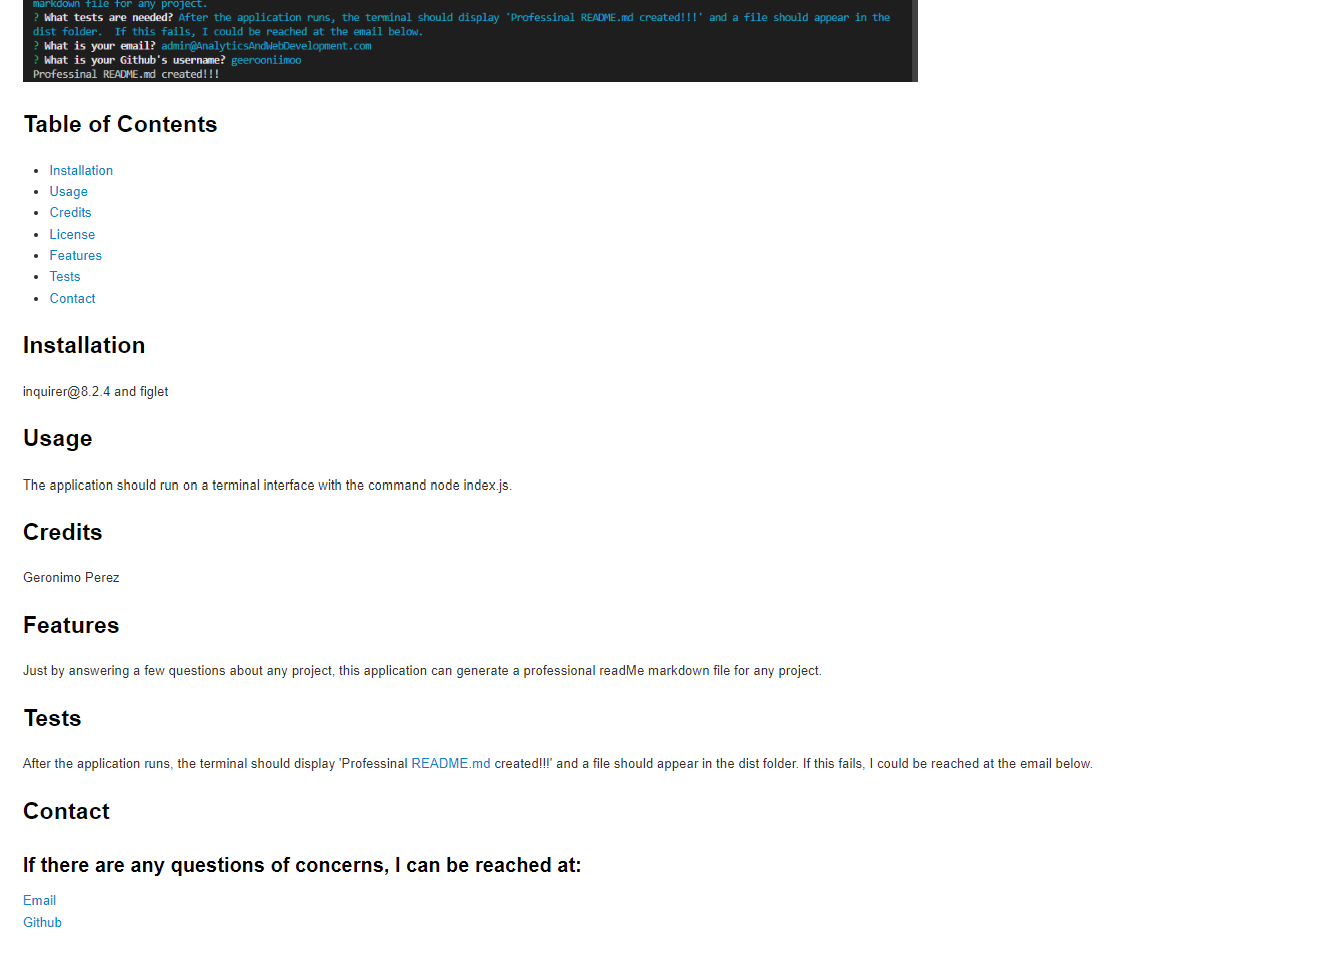 markdown file for any project.
? What tests are needed? After the application runs, the terminal should display 'Professinal README.md created!!!' and a file should appear in the
dist folder.  If this fails, I could be reached at the email below.
? What is your email? admin@AnalyticsAndWebDevelopment.com
? What is your Github's username? geerooniimoo
Professinal README.md created!!!
Table of Contents
• Installation
• Usage
• Credits
• License
• Features
• Tests
• Contact
Installation
inquirer@8.2.4 and figlet
Usage
The application should run on a terminal interface with the command node index.js.
Credits
Geronimo Perez
Features
Just by answering a few questions about any project, this application can generate a professional readMe markdown file for any project.
Tests
After the application runs, the terminal should display 'Professinal README.md created!!!' and a file should appear in the dist folder. If this fails, I could be reached at the email below.
Contact
If there are any questions of concerns, I can be reached at:
Email
Github